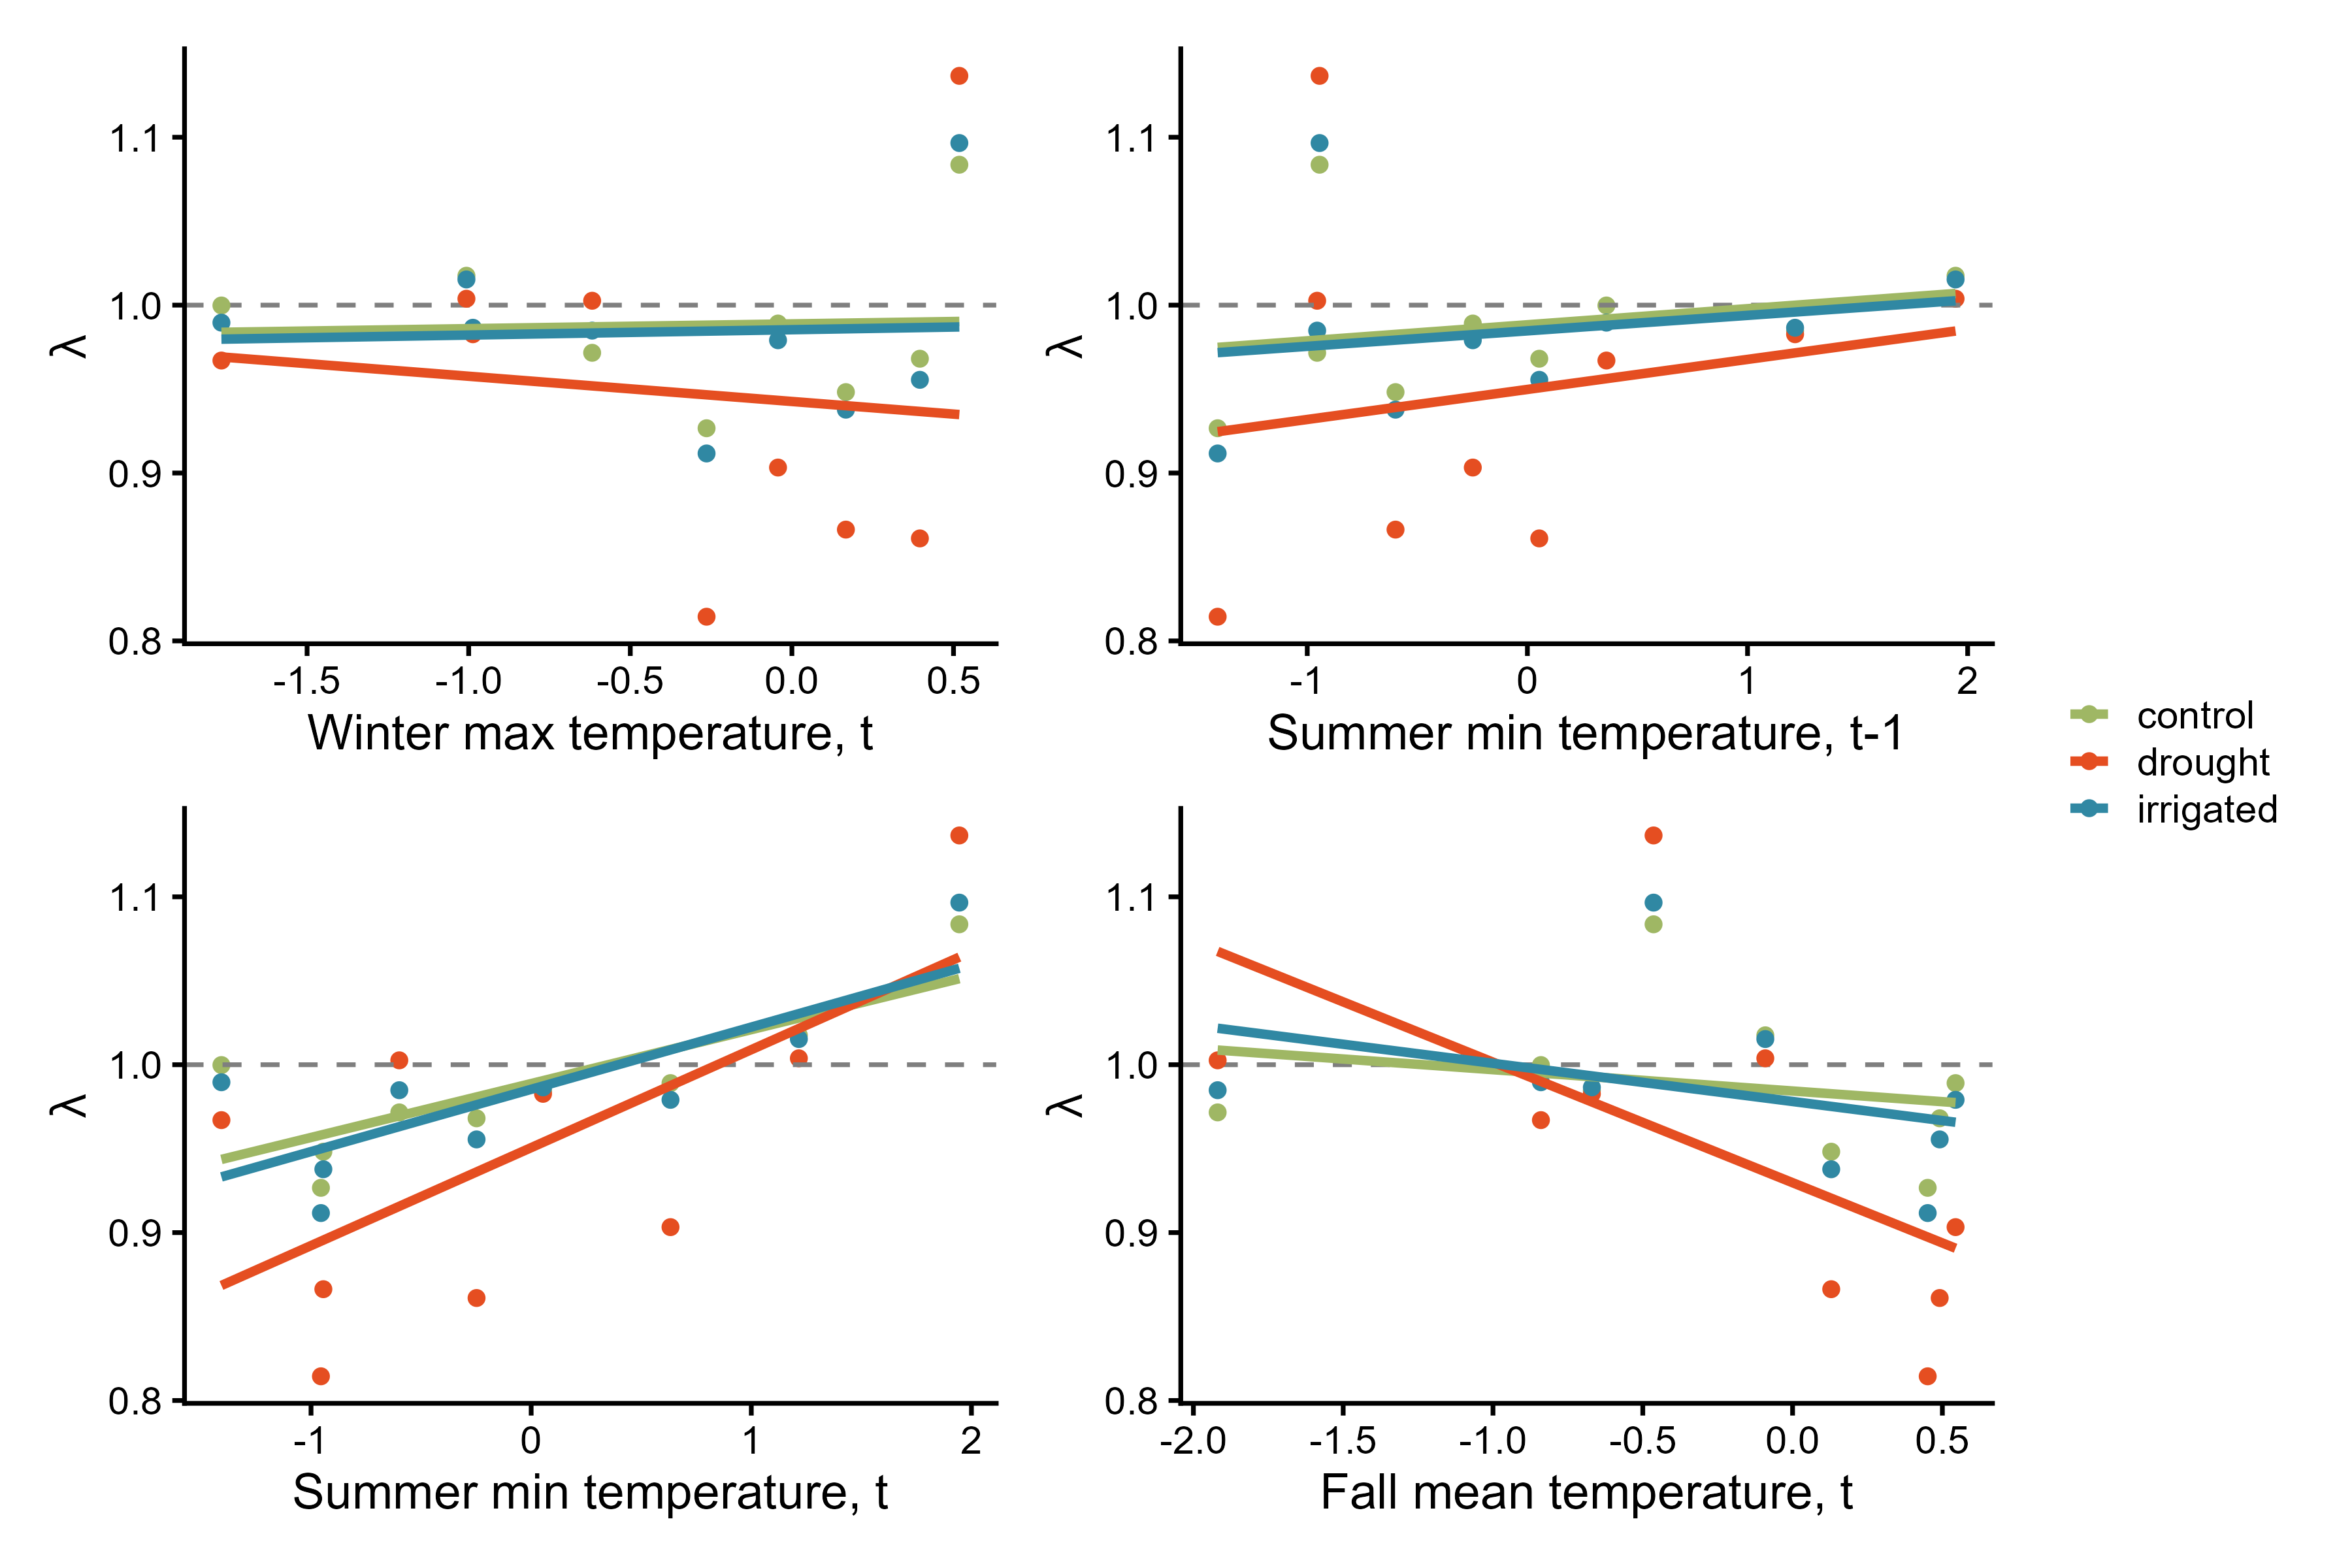 λ
1.1
1.0
0.9
0.8
-1.5 -1.0 -0.5 0.0 0.5
Winter max temperature, t
λ
1.1
1.0
0.9
0.8
-1 0 1 2
Summer min temperature, t-1
control
drought
irrigated
λ
1.1
1.0
0.9
0.8
-1 0 1 2
Summer min temperature, t
λ
1.1
1.0
0.9
0.8
-2.0 -1.5 -1.0 -0.5 0.0 0.5
Fall mean temperature, t